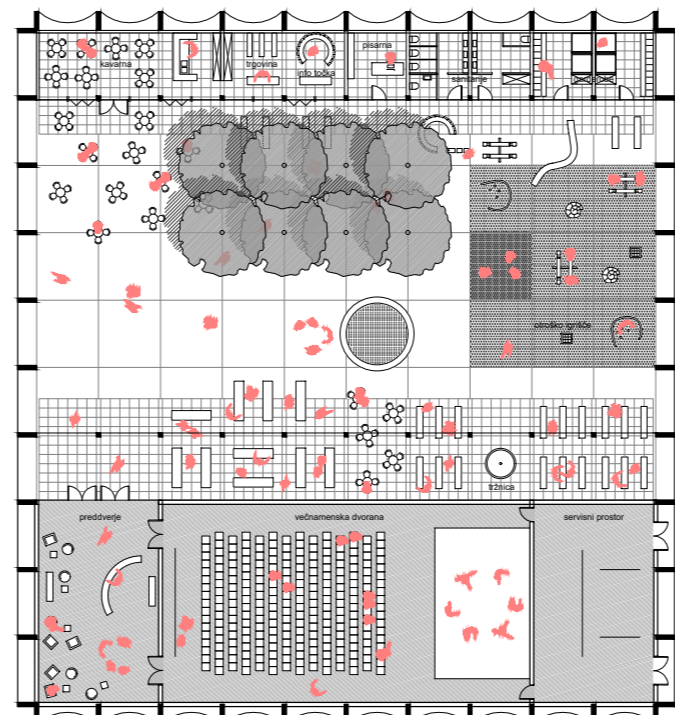 kavarna
trgovina
info točka
pisarna
sanitarije
otroško igrišče
tržnica
preddverje
večnamenska dvorana
servisni prostor